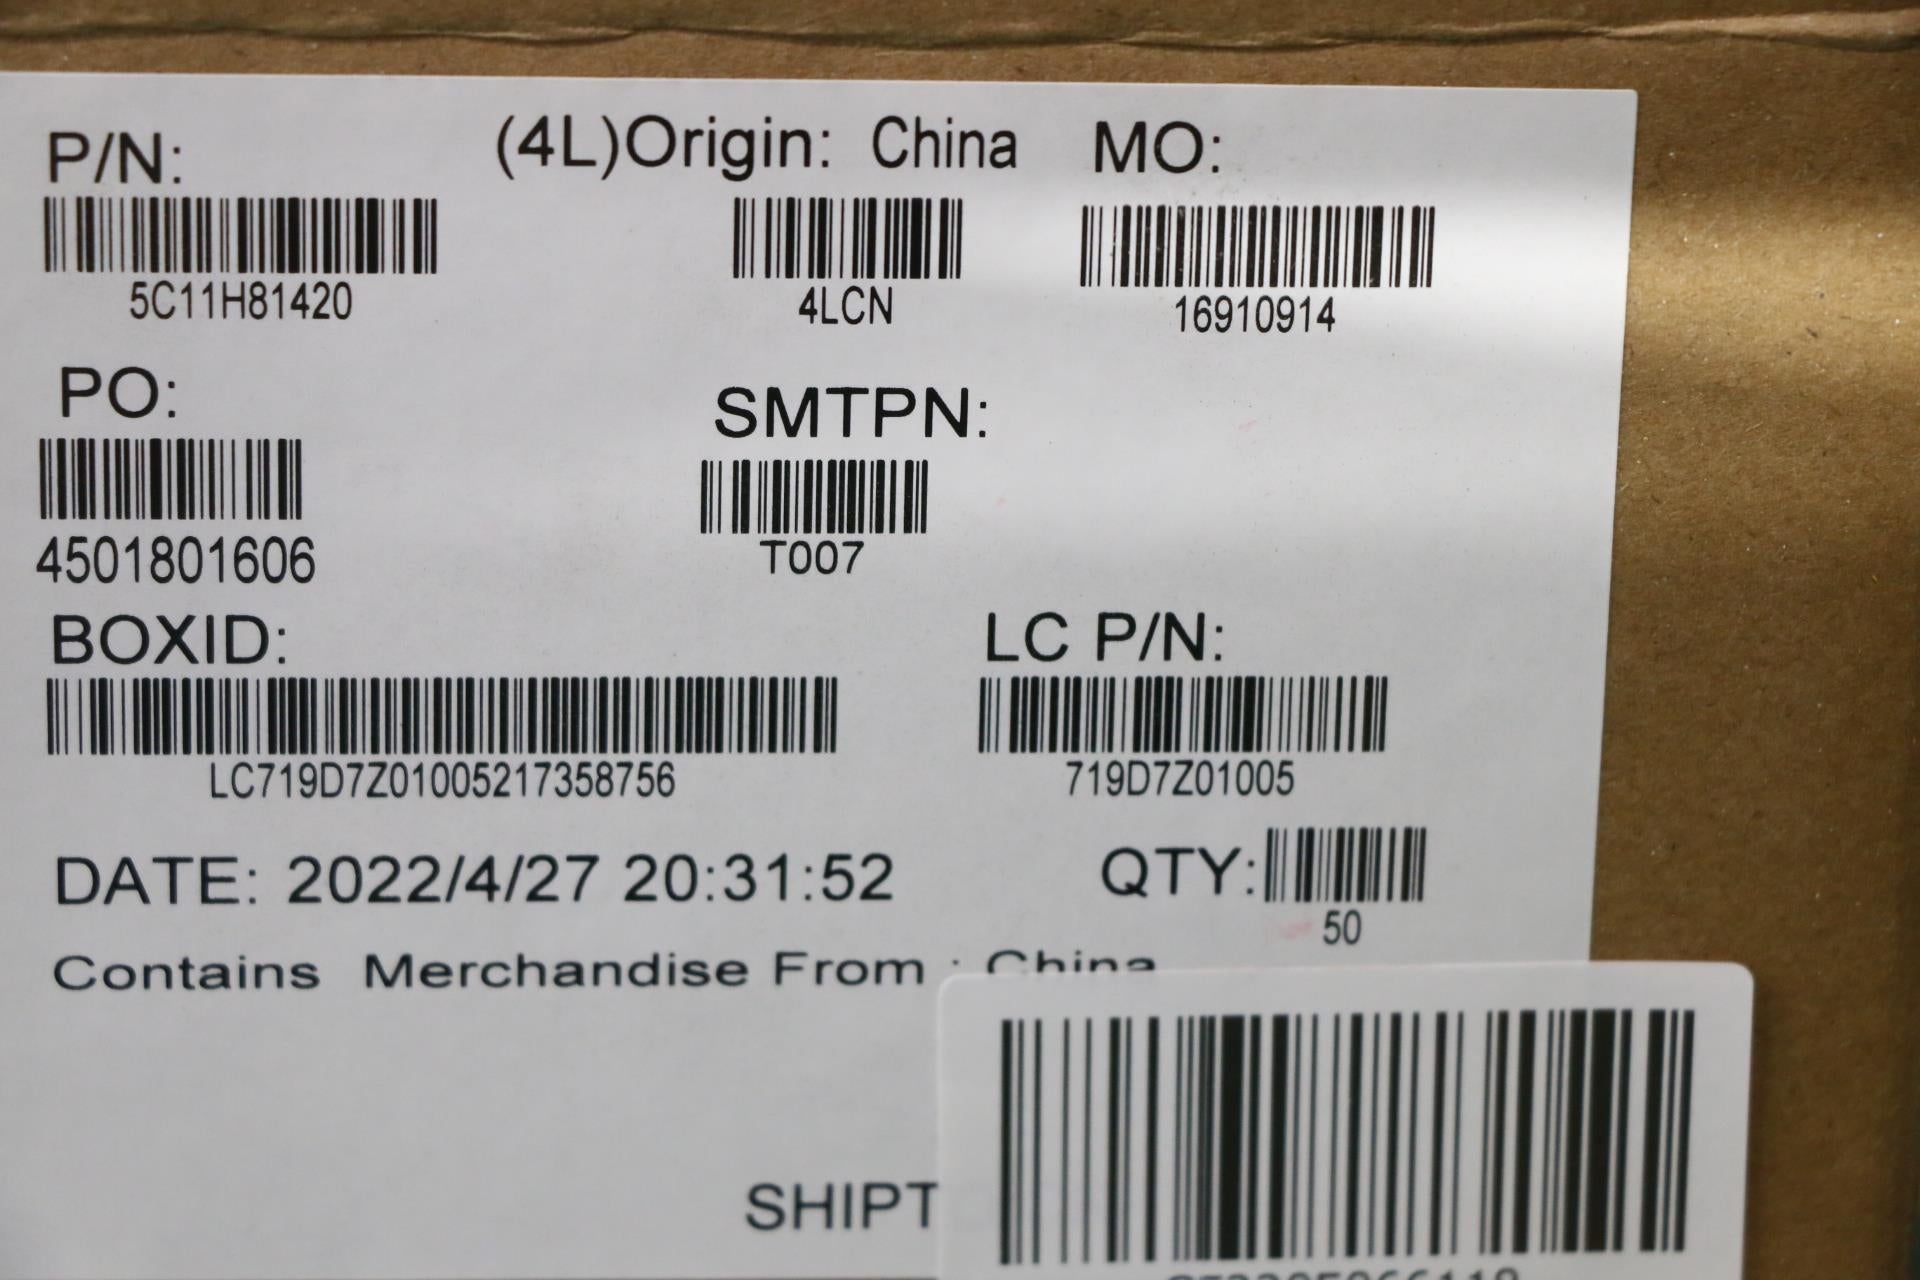 P/N: (4L)Origin: China MO:
5C11H81420 4LCN 16910914
PO: SMTPN:
4501801606 T007
BOXID: LC P/N:
LC719D7Z01005217358756 719D7Z01005
DATE: 2022/4/27 20:31:52 QTY:
50
Contains Merchandise From : China
SHIPT